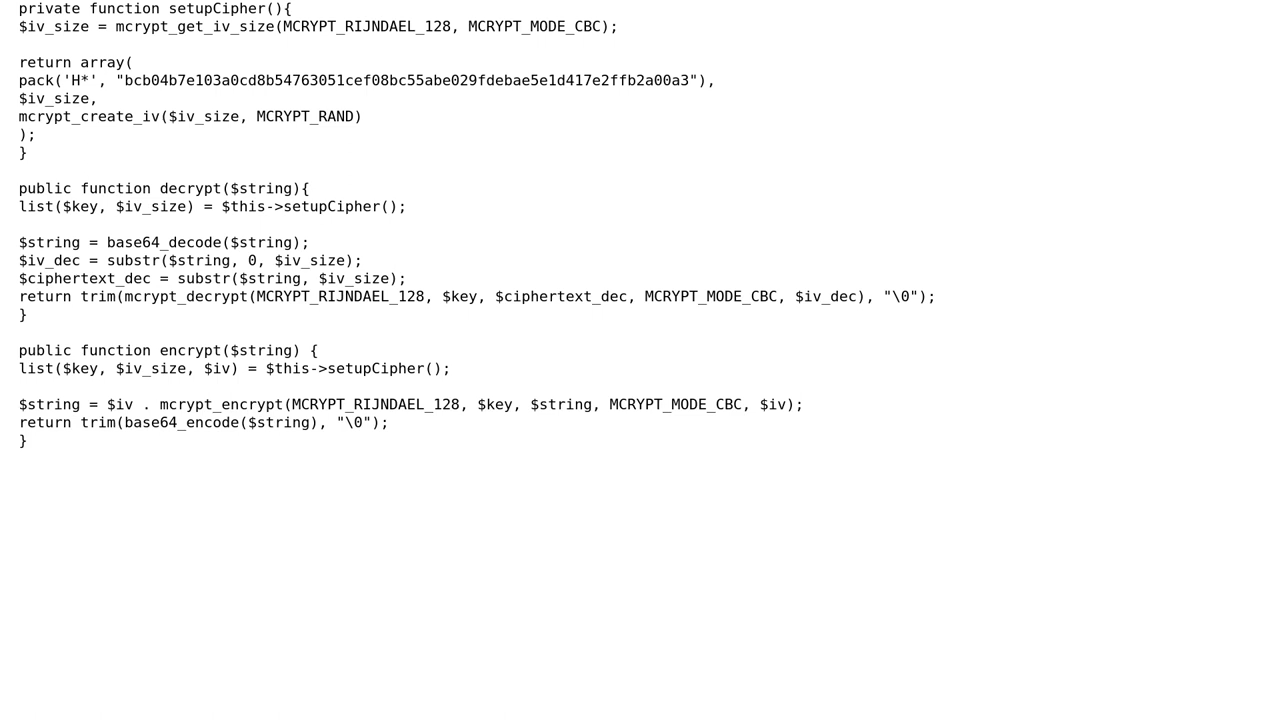 private function setupCipher(){
$iv_size = mcrypt_get_iv_size(MCRYPT_RIJNDAEL_128, MCRYPT_MODE_CBC);
return array(
pack('H*', "bcb04b7e103a0cd8b54763051cef08bc55abe029fdebae5e1d417e2ffb2a00a3"),
$iv_size,
mcrypt_create_iv($iv_size, MCRYPT_RAND)
);
}
public function decrypt($string){
list($key, $iv_size) = $this->setupCipher();
$string = base64_decode($string);
$iv_dec = substr($string, 0, $iv_size);
$ciphertext_dec = substr($string, $iv_size);
return trim(mcrypt_decrypt(MCRYPT_RIJNDAEL_128, $key, $ciphertext_dec, MCRYPT_MODE_CBC, $iv_dec), "\0");
}
public function encrypt($string) {
list($key, $iv_size, $iv) = $this->setupCipher();
$string = $iv . mcrypt_encrypt(MCRYPT_RIJNDAEL_128, $key, $string, MCRYPT_MODE_CBC, $iv);
return trim(base64_encode($string), "\0");
}